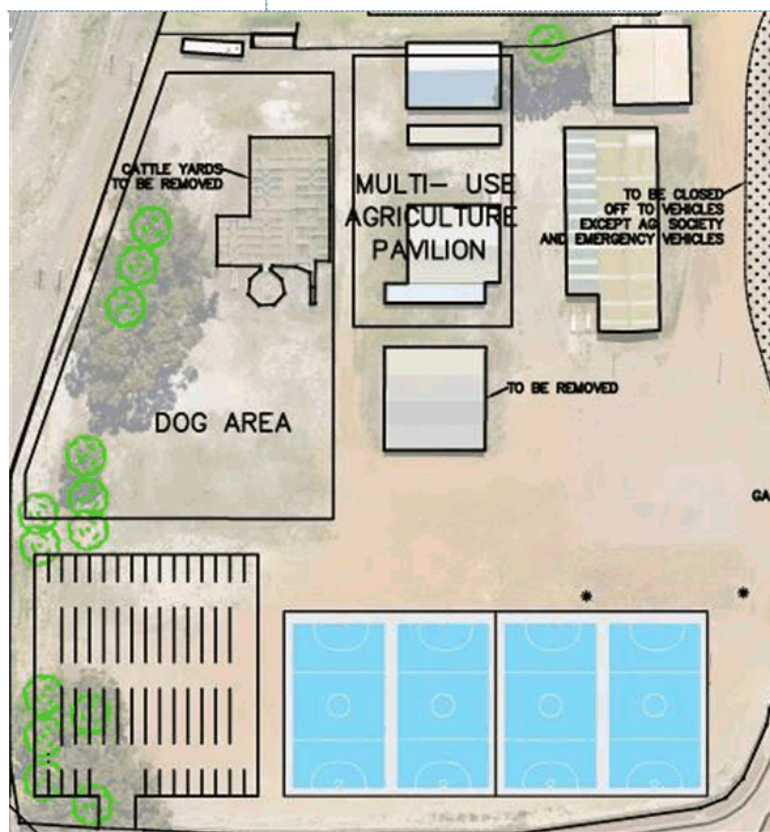 CATTLE YARDS
TO BE REMOVED
MULTI- USE
AGRICULTURE
PAVILION
TO BE CLOSED
OFF TO VEHICLES
EXCEPT AG SOCIETY
AND EMERGENCY VEHICLES
TO BE REMOVED
DOG AREA
GA